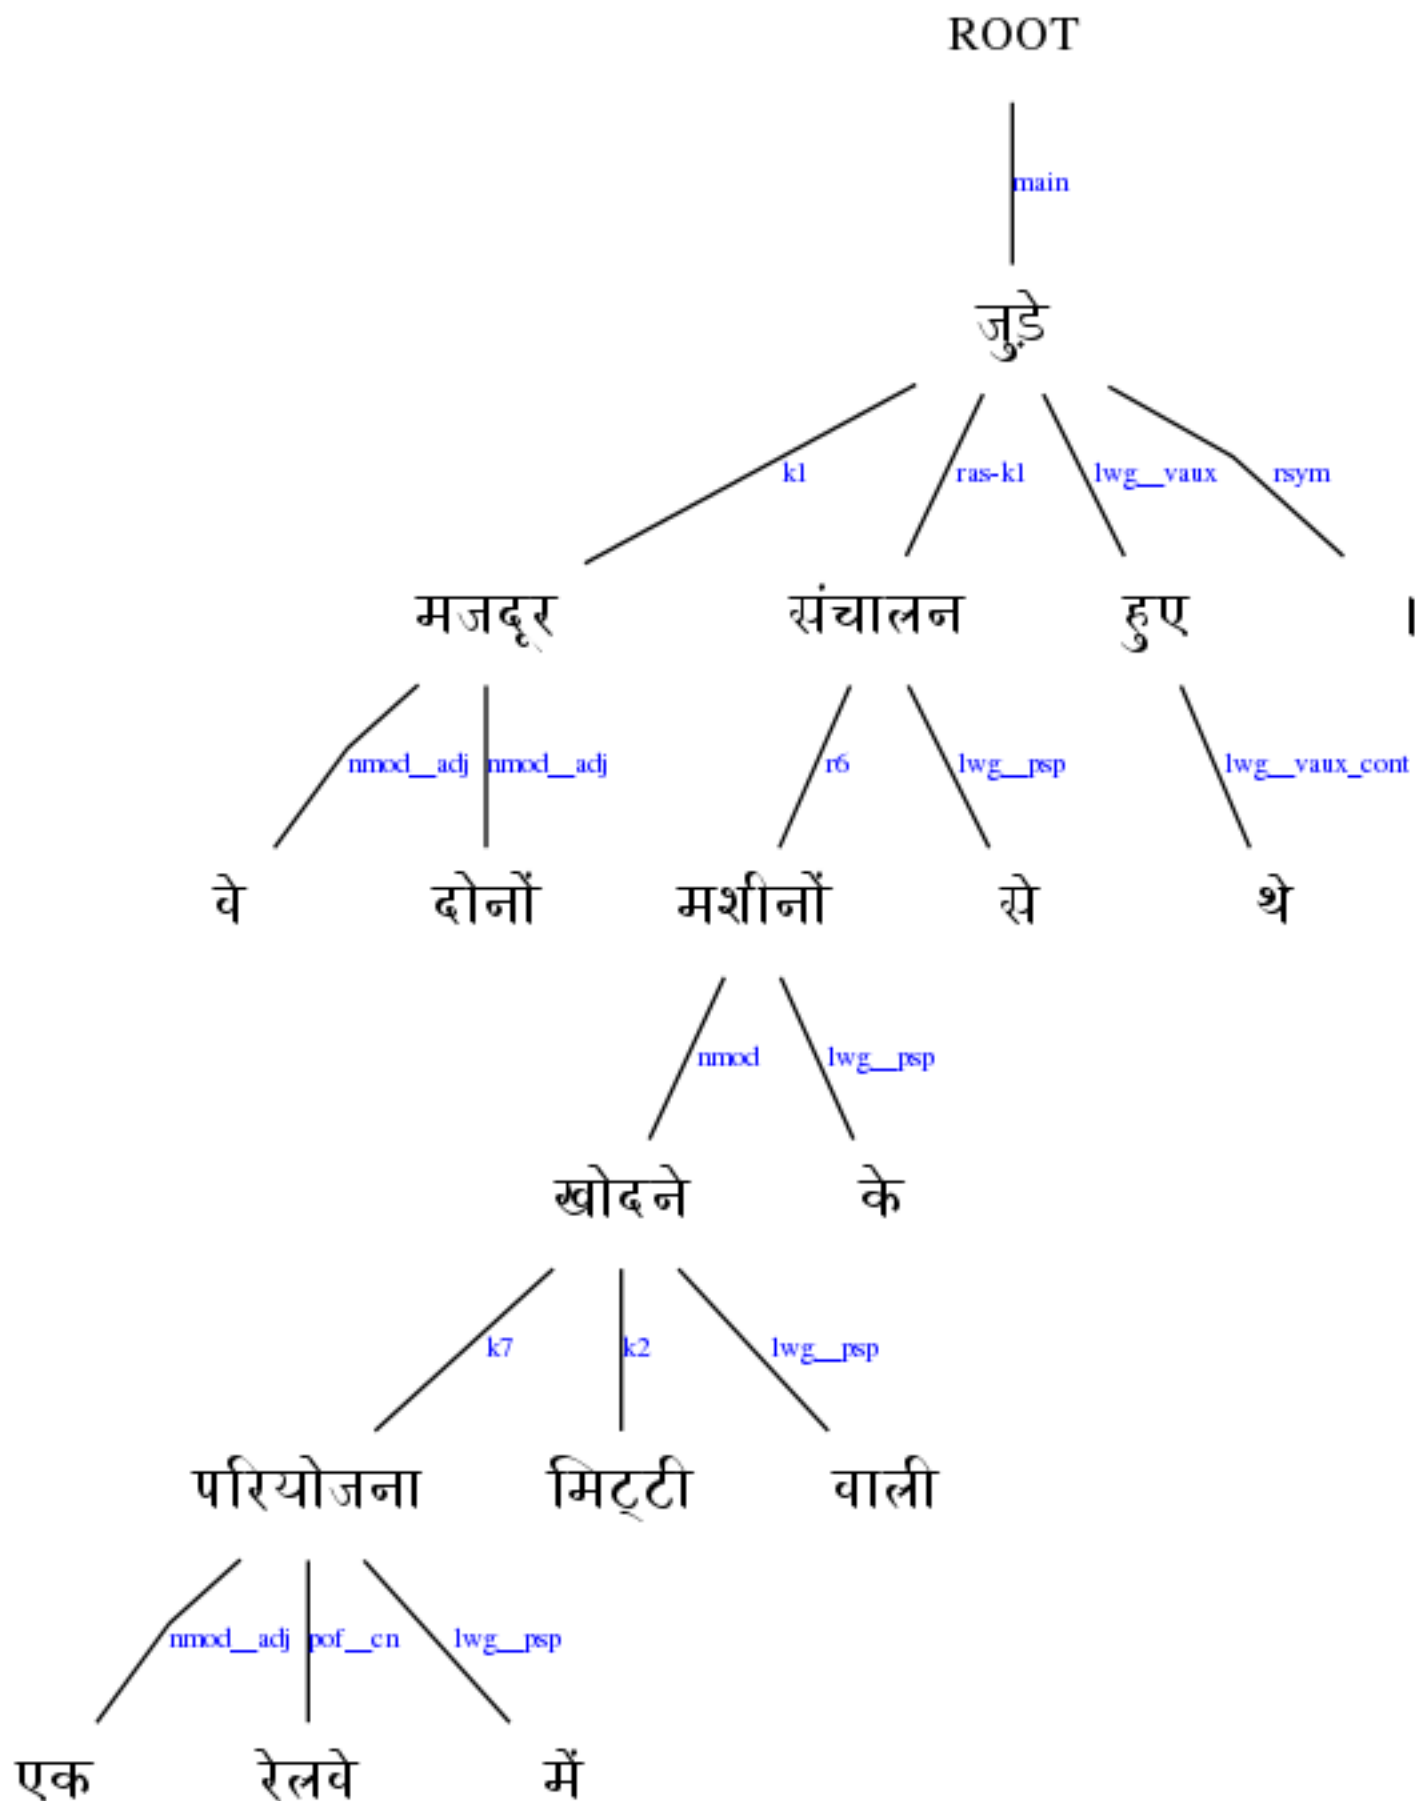 ROOT
main
जुड़े
k1 ras-k1 lwg__vaux rsym
मजदूर संचालन हुए ।
nmod__adj nmod__adj r6 lwg__psp lwg__vaux_cont
वे दोनों मशीनों से थे
nmod lwg__psp
खोदने के
k7 k2 lwg__psp
परियोजना मिट्‌टी वाली
nmod__adj pof__cn lwg__psp
एक रेलवे में